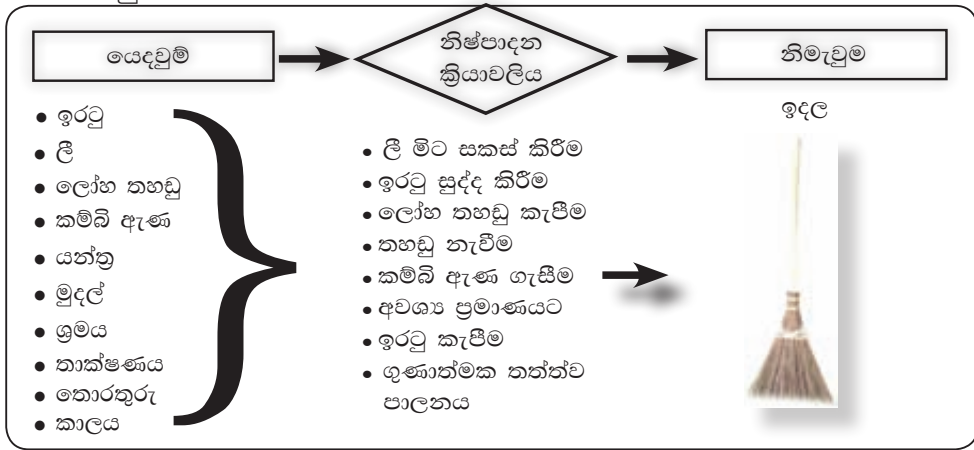 යෙදවුම්
නිෂ්පාදන
ක්‍රියාවලිය
නිමැවුම
• ඉරටු
• ලී
• ලෝහ තහඩු
• කම්බි ඇණ
• යන්ත්‍ර
• මුදල්
• ශ්‍රමය
• තාක්ෂණය
• තොරතුරු
• කාලය
• ලී මිට සකස් කිරීම
• ඉරටු සුද්ද කිරීම
• ලෝහ තහඩු කැපීම
• තහඩු නැවීම
• කම්බි ඇණ ගැසීම
• අවශ්‍ය ප්‍රමාණයට
• ඉරටු කැපීම
• ගුණාත්මක තත්ත්ව
පාලනය
ඉදල